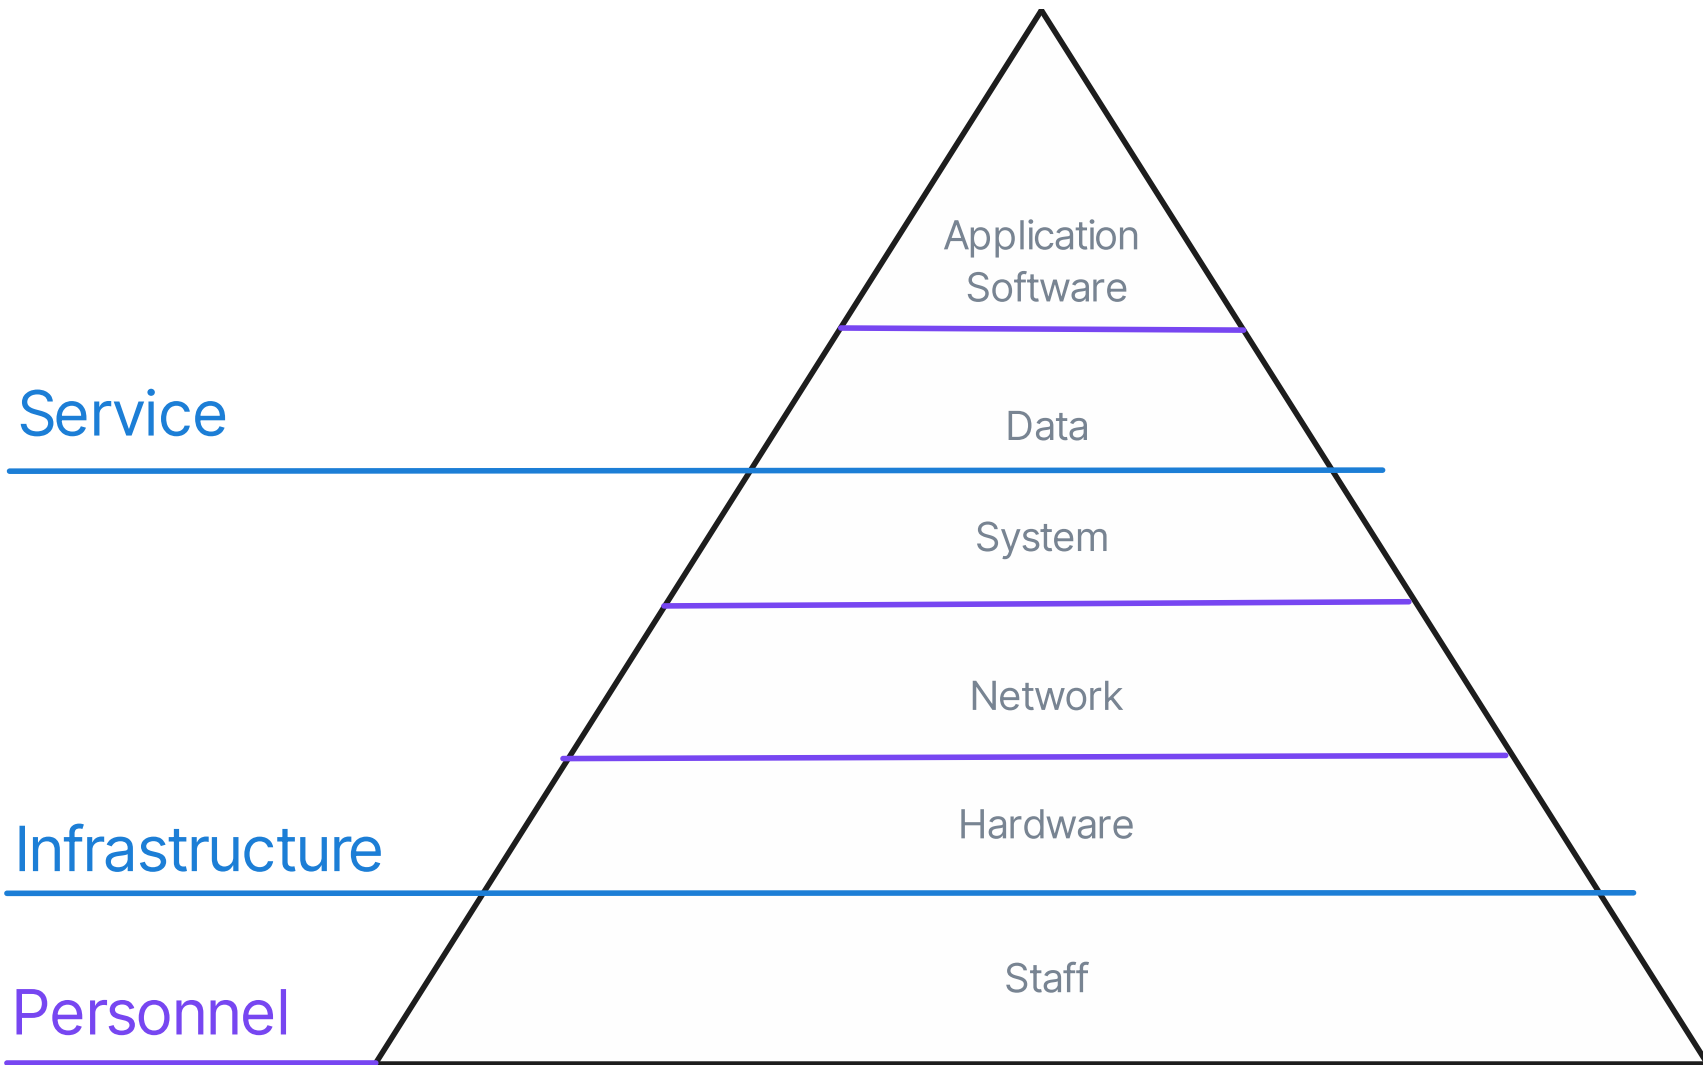 Application
Software
Service
Data
System
Network
Hardware
Infrastructure
Staff
Personnel